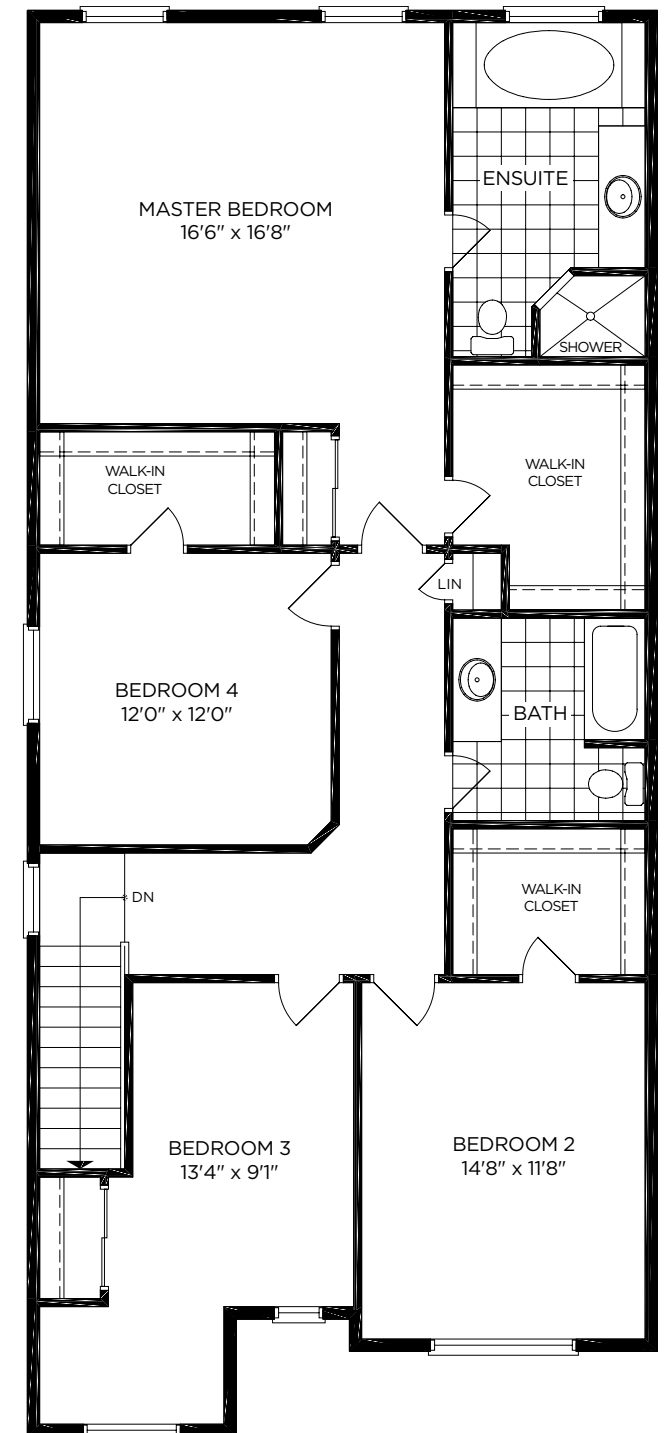 ENSUITE
MASTER BEDROOM
16'6" x 16'8"
SHOWER
WALK-IN
CLOSET
WALK-IN
CLOSET
LIN
BEDROOM 4
12'0" x 12'0"
BATH
WALK-IN
CLOSET
DN
BEDROOM 3
13'4" x 9'1"
BEDROOM 2
14'8" x 11'8"